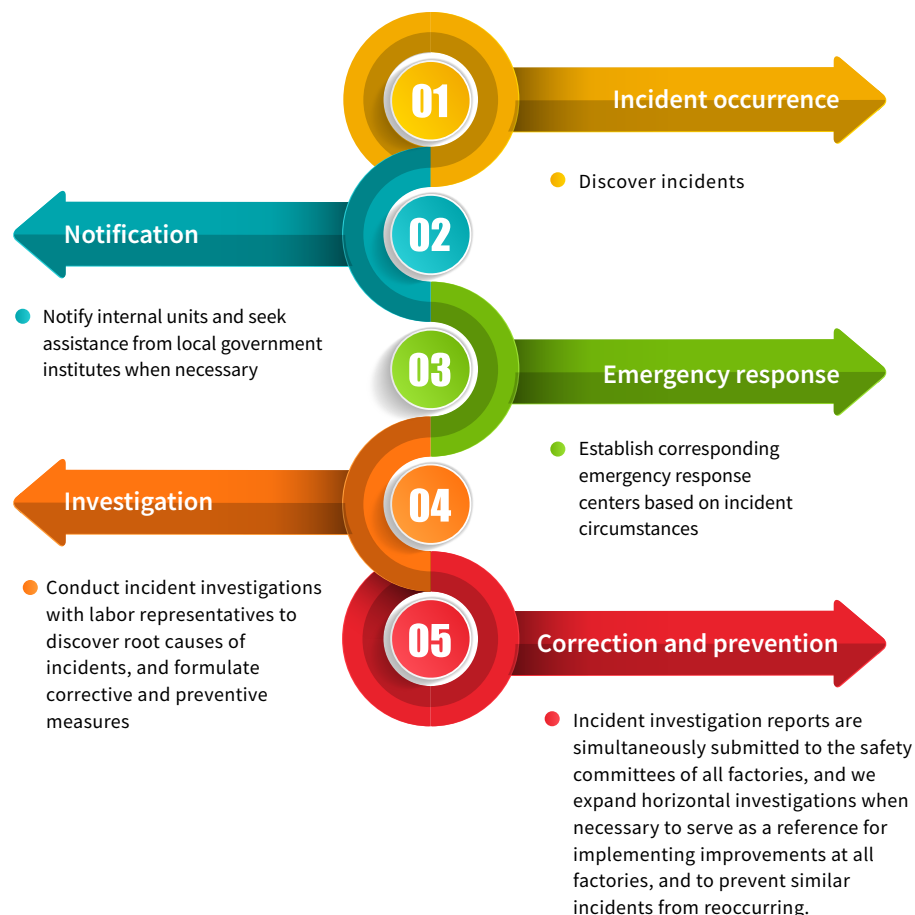 01
Incident occurrence
Discover incidents
02
Notification
Notify internal units and seek
assistance from local government
institutes when necessary
03
Emergency response
Establish corresponding
emergency response
centers based on incident
circumstances
04
Investigation
Conduct incident investigations
with labor representatives to
discover root causes of
incidents, and formulate
corrective and preventive
measures
05
Correction and prevention
Incident investigation reports are
simultaneously submitted to the safety
committees of all factories, and we
expand horizontal investigations when
necessary to serve as a reference for
implementing improvements at all
factories, and to prevent similar
incidents from reoccurring.